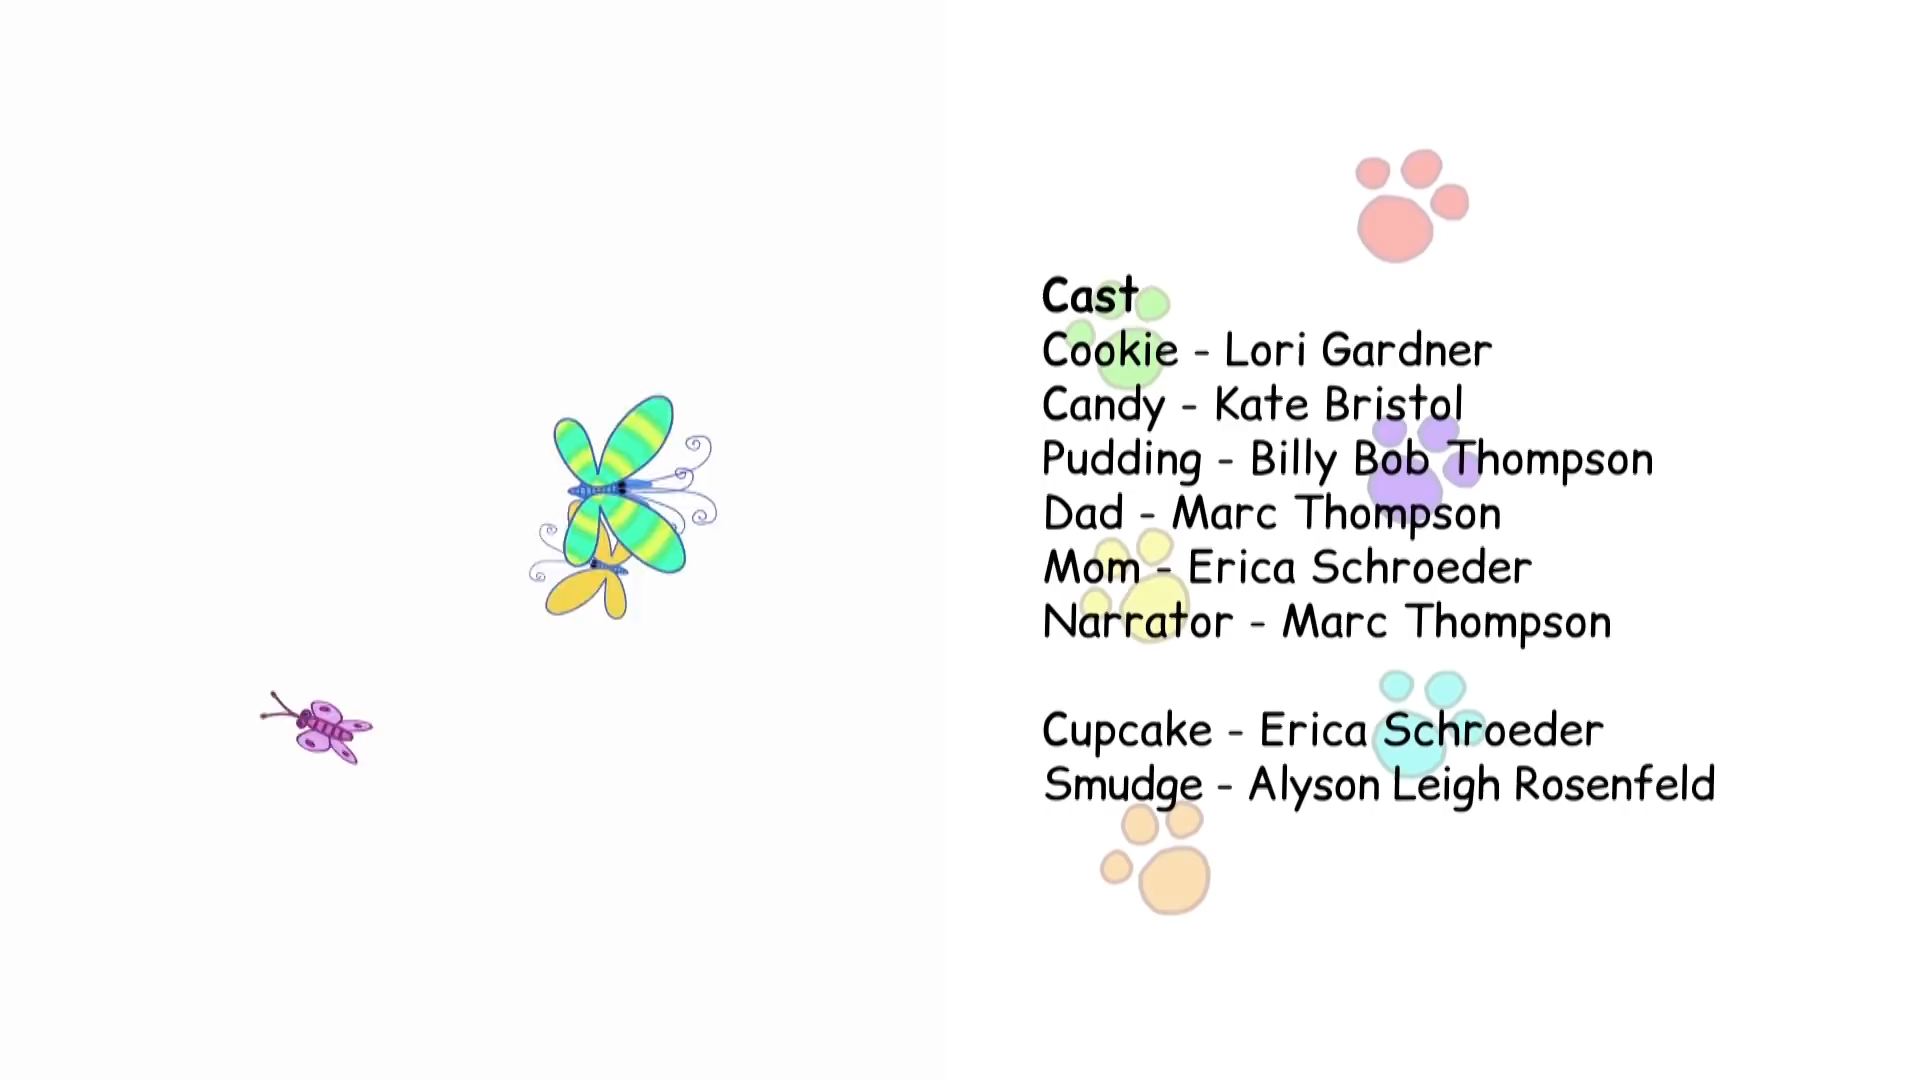 Cast
Cookie - Lori Gardner
Candy - Kate Bristol
Pudding - Billy Bob Thompson
Dad - Marc Thompson
Mom - Erica Schroeder
Narrator - Marc Thompson
Cupcake - Erica Schroeder
Smudge - Alyson Leigh Rosenfeld